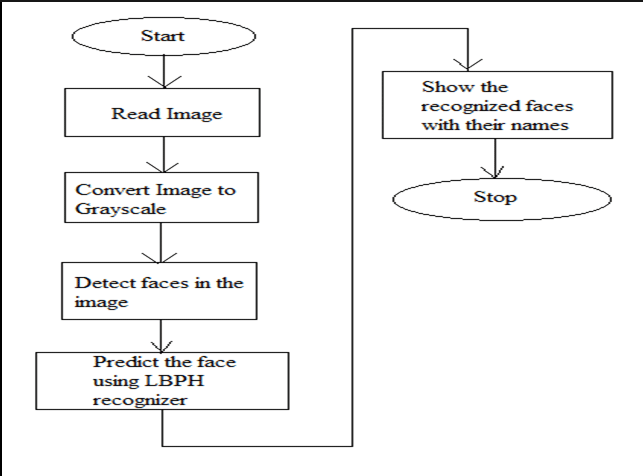 Start
Read Image
Convert Image to
Grayscale
Detect faces in the
image
Predict the face
using LBPH
recognizer
Show the
recognized faces
with their names
Stop